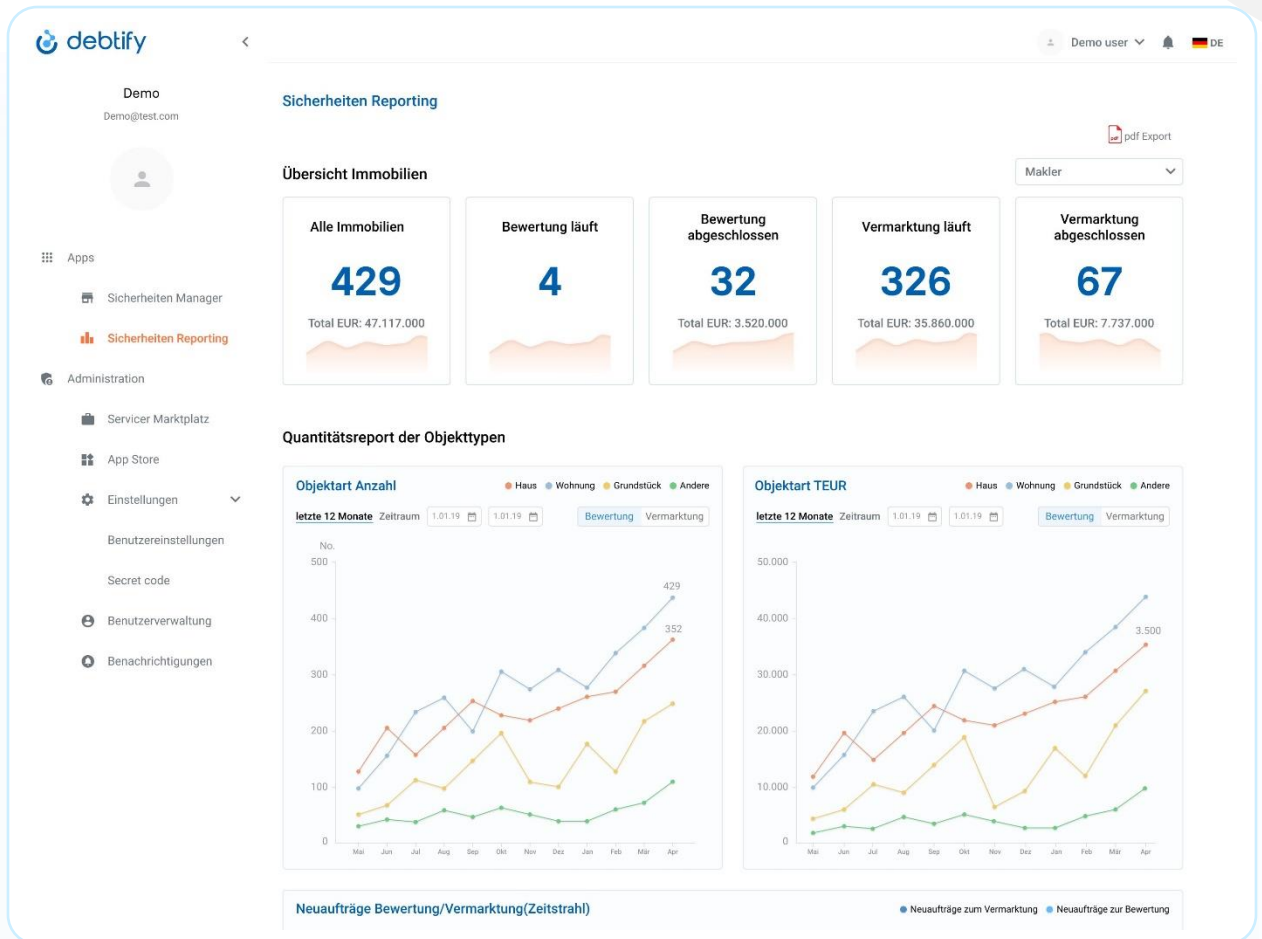 debtify
Demo user
DE
Demo
Demo@test.com
Apps
Sicherheiten Manager
Sicherheiten Reporting
Administration
Servicer Marktplatz
App Store
Einstellungen
Benutzereinstellungen
Secret code
Benutzerverwaltung
Benachrichtigungen
Sicherheiten Reporting
pdf
pdf Export
Übersicht Immobilien
Makler
Alle Immobilien
429
Total EUR: 47.117.000
Bewertung läuft
4
Bewertung
abgeschlossen
32
Total EUR: 3.520.000
Vermarktung läuft
326
Total EUR: 35.860.000
Vermarktung
abgeschlossen
67
Total EUR: 7.737.000
Quantitätsreport der Objekttypen
Objektart Anzahl
Haus Wohnung Grundstück Andere
letzte 12 Monate Zeitraum 1.01.19 1.01.19 Bewertung Vermarktung
No.
500
400
300
200
100
0
429
352
Mai Jun Jul Aug Sep Okt Nov Dez Jan Feb Mär Apr
Objektart TEUR
Haus Wohnung Grundstück Andere
letzte 12 Monate Zeitraum 1.01.19 1.01.19 Bewertung Vermarktung
50.000
40.000
30.000
20.000
10.000
0
3.500
Mai Jun Jul Aug Sep Okt Nov Dez Jan Feb Mär Apr
Neuaufträge Bewertung/Vermarktung(Zeitstrahl)
Neuaufträge zum Vermarktung Neuaufträge zur Bewertung